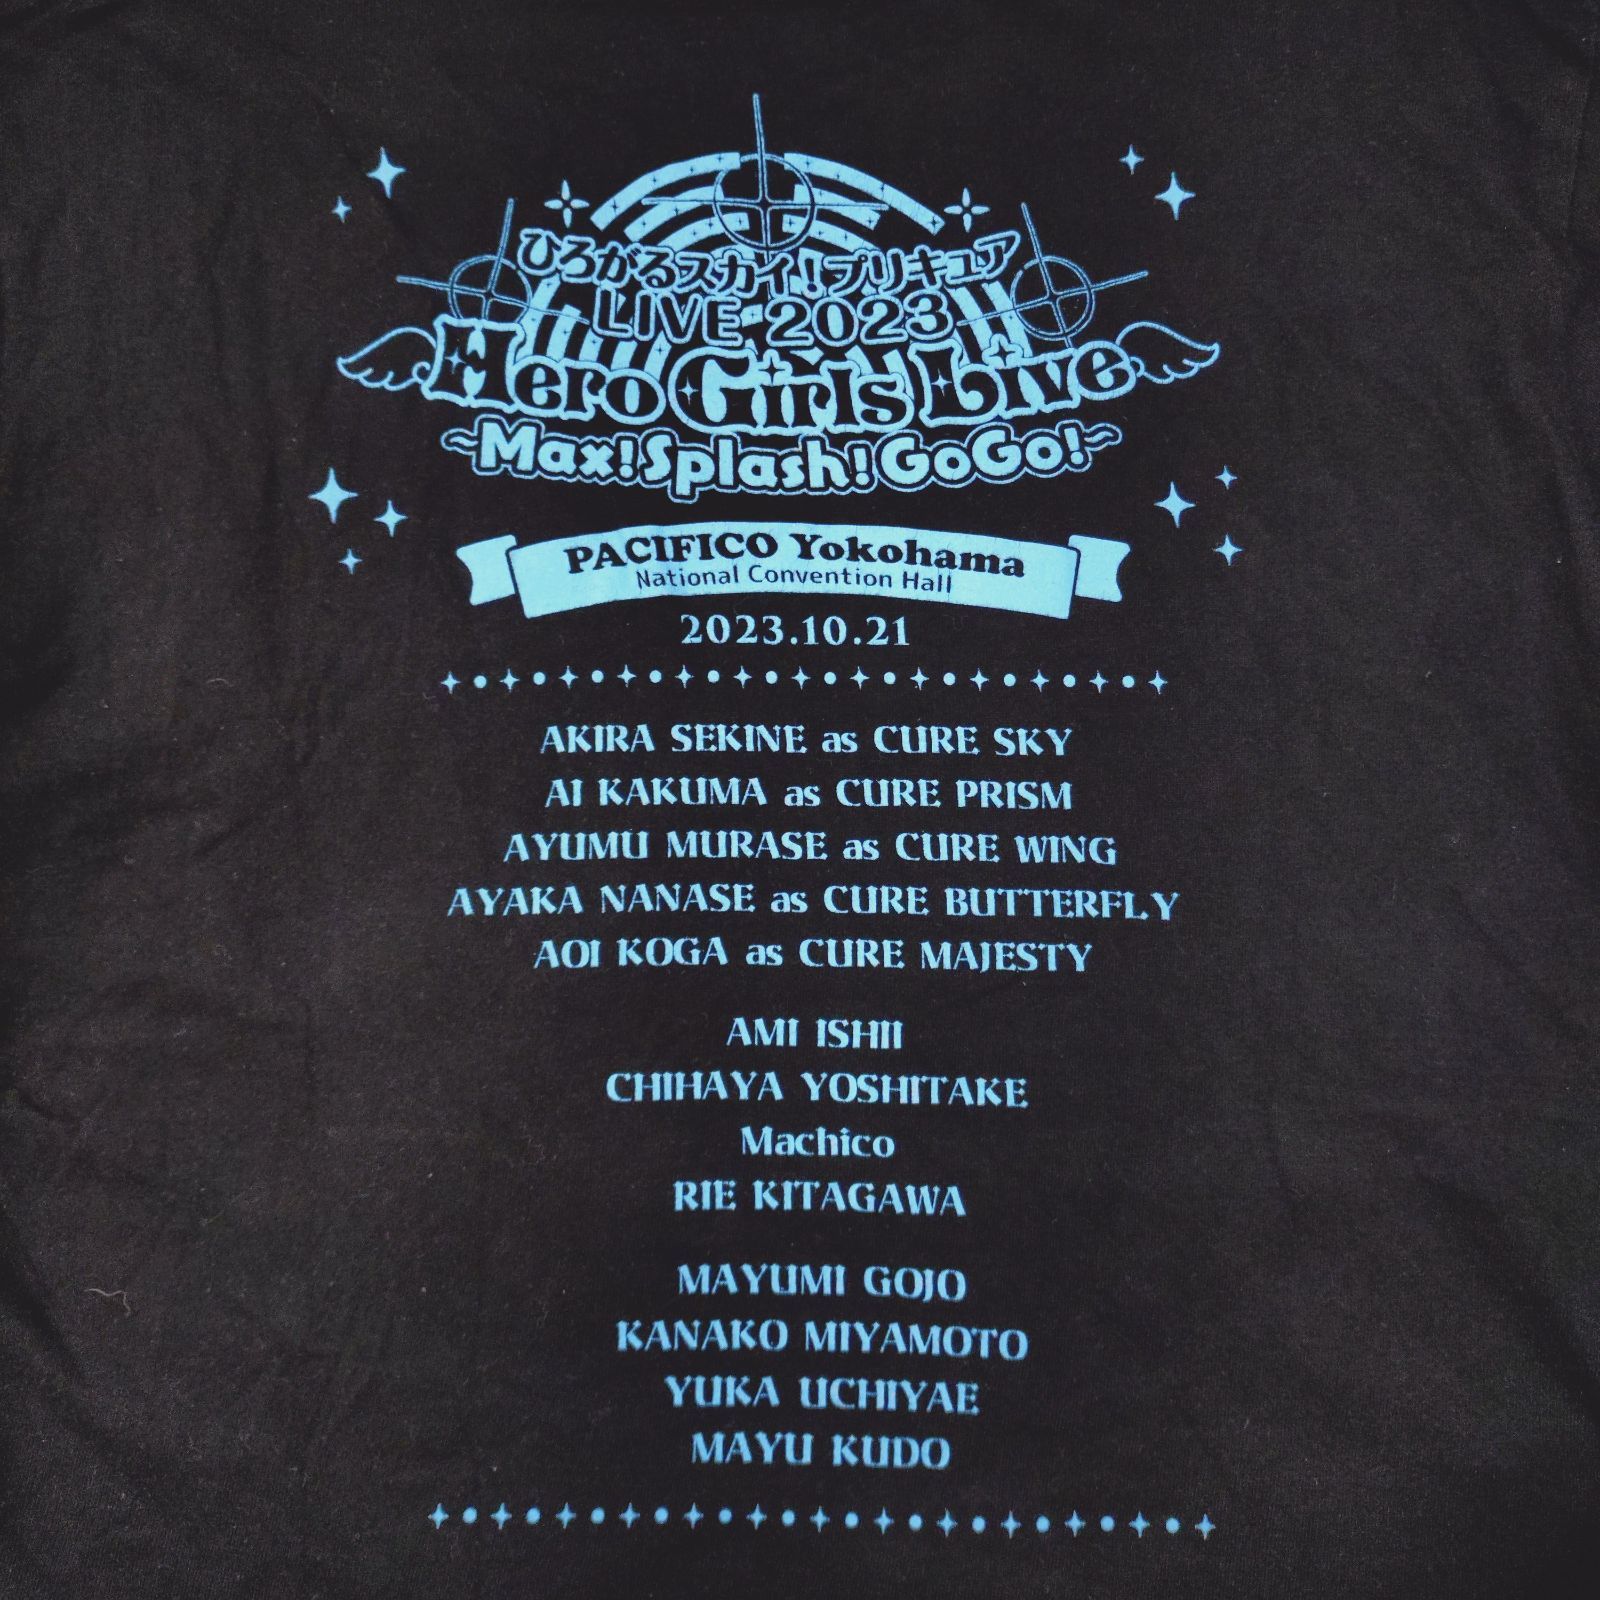 ひろがるスカイ!プリキュア
LIVE 2023
Hero Girls Live
~Max!Splash!GoGo!~
PACIFICO Yokohama
National Convention Hall
2023.10.21
AKIRA SEKINE as CURE SKY
AI KAKUMA as CURE PRISM
AYUMU MURASE as CURE WING
AYAKA NANASE as CURE BUTTERFLY
AOI KOGA as CURE MAJESTY
AMI ISHII
CHIHAYA YOSHITAKE
Machico
RIE KITAGAWA
MAYUMI GOJO
KANAKO MIYAMOTO
YUKA UCHIYAE
MAYU KUDO